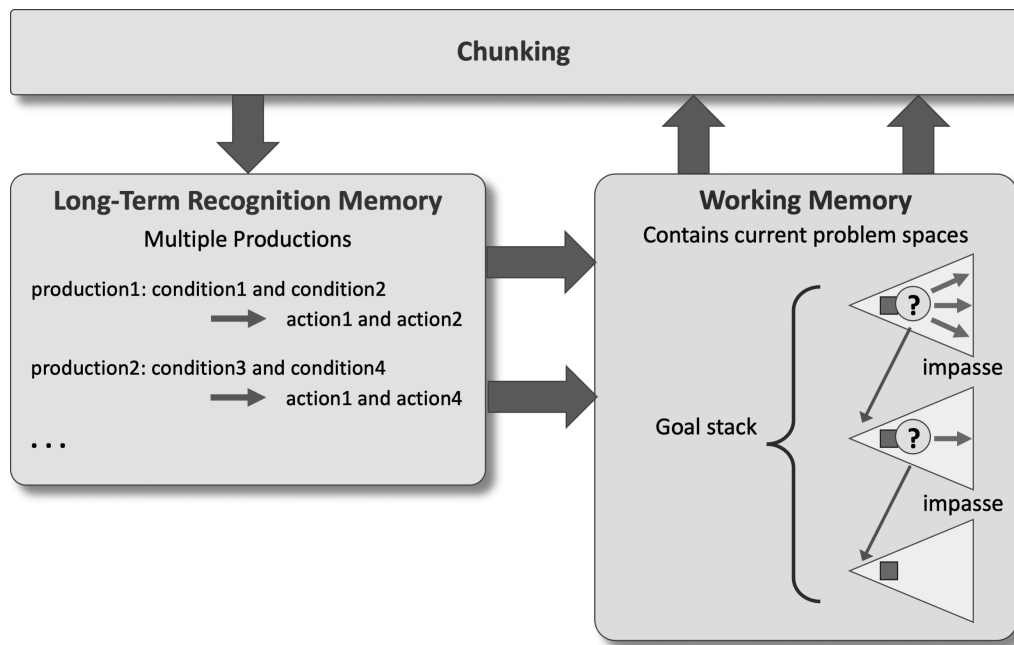 Chunking
Long-Term Recognition Memory
Multiple Productions
production1: condition1 and condition2
action1 and action2
production2: condition3 and condition4
action1 and action4
...
Working Memory
Contains current problem spaces
?
impasse
Goal stack
?
impasse